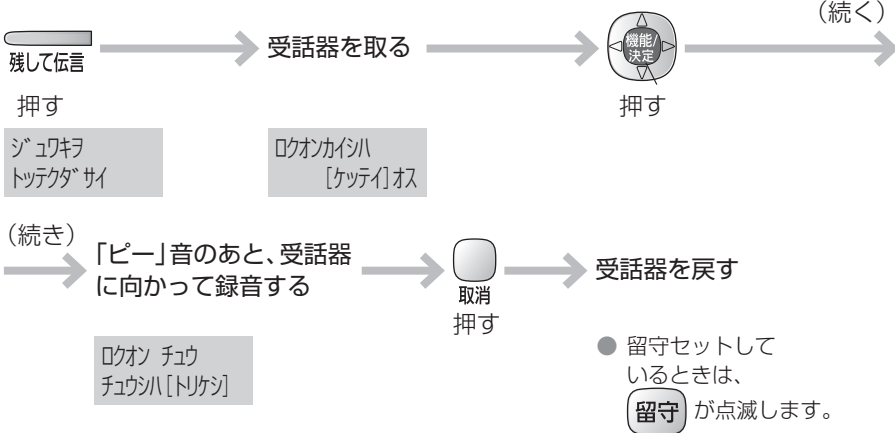 (続く)
残して伝言
押す
ジュワキヲ
トッテクダサイ
受話器を取る
ロクオンカイシハ
[ケッテイ]オス
機能/
決定
押す
(続き)
「ピー」音のあと、受話器
に向かって録音する
ロクオン チュウ
チュウシハ[トリケシ]
取消
押す
受話器を戻す
● 留守セットして
いるときは、
留守 が点滅します。